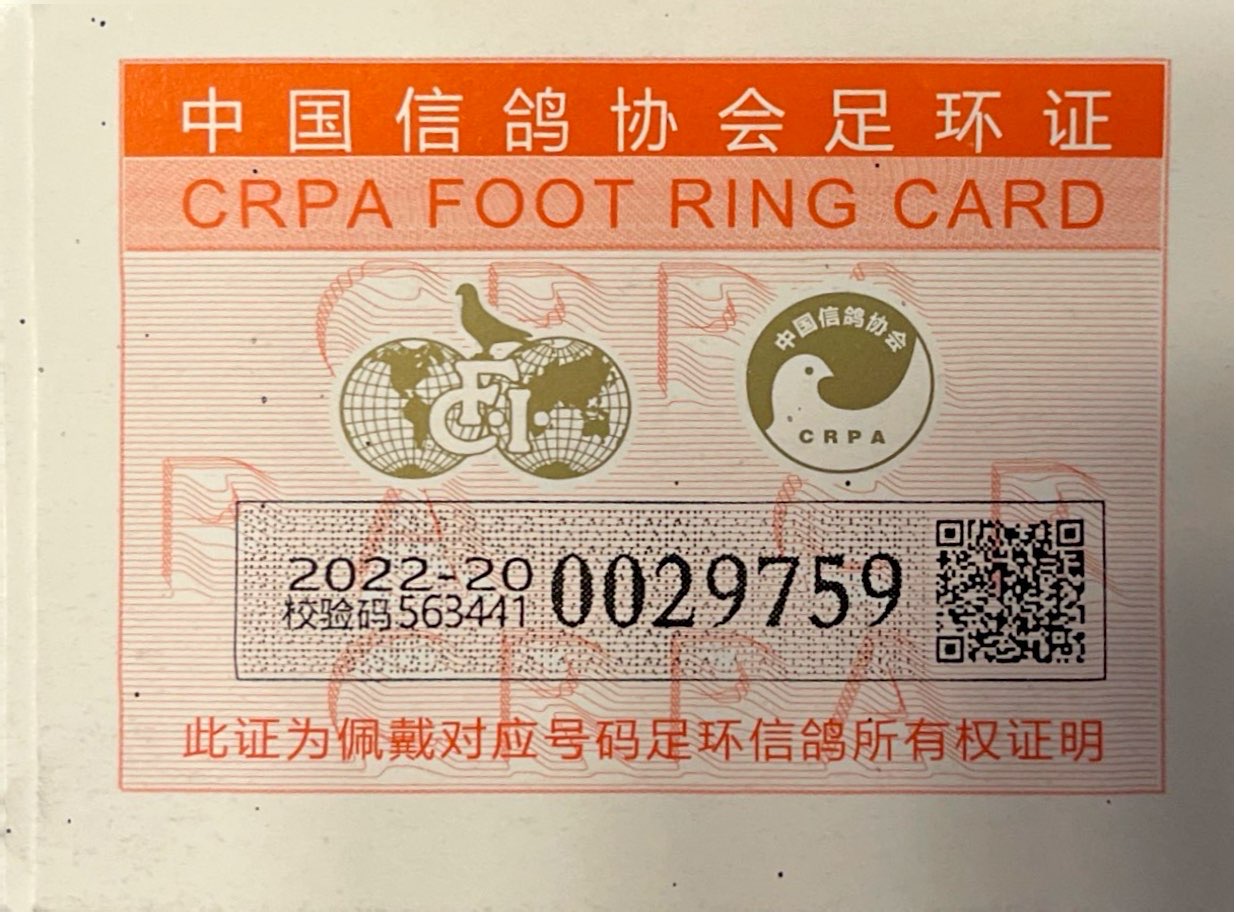 中国信鸽协会足环证
CRPA FOOT RING CARD
FCI
中国信鸽协会
CRPA
2022-20 0029759
校验码563441
此证为佩戴对应号码足环信鸽所有权证明